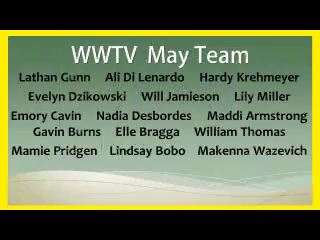 WWTV May Team
Lathan Gunn Ali Di Lenardo Hardy Krehmeyer
Evelyn Dzikowski Will Jamieson Lily Miller
Emory Cavin Nadia Desbordes Maddi Armstrong
Gavin Burns Elle Bragga William Thomas
Mamie Pridgen Lindsay Bobo Makenna Wazevich